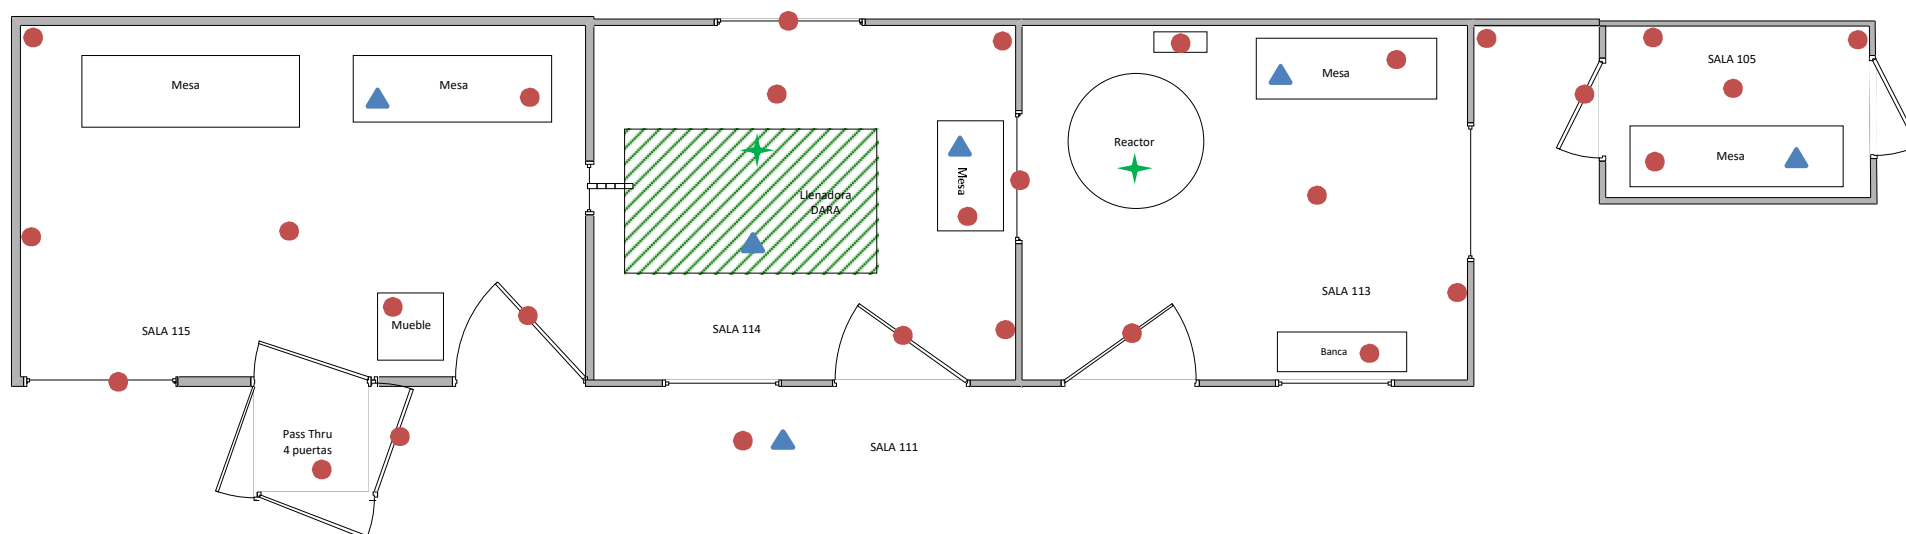 Mesa
Mesa
SALA 115
Mueble
Pass Thru
4 puertas
Llenadora
DARA
Mesa
SALA 114
SALA 111
Reactor
Mesa
SALA 113
Banca
SALA 105
Mesa